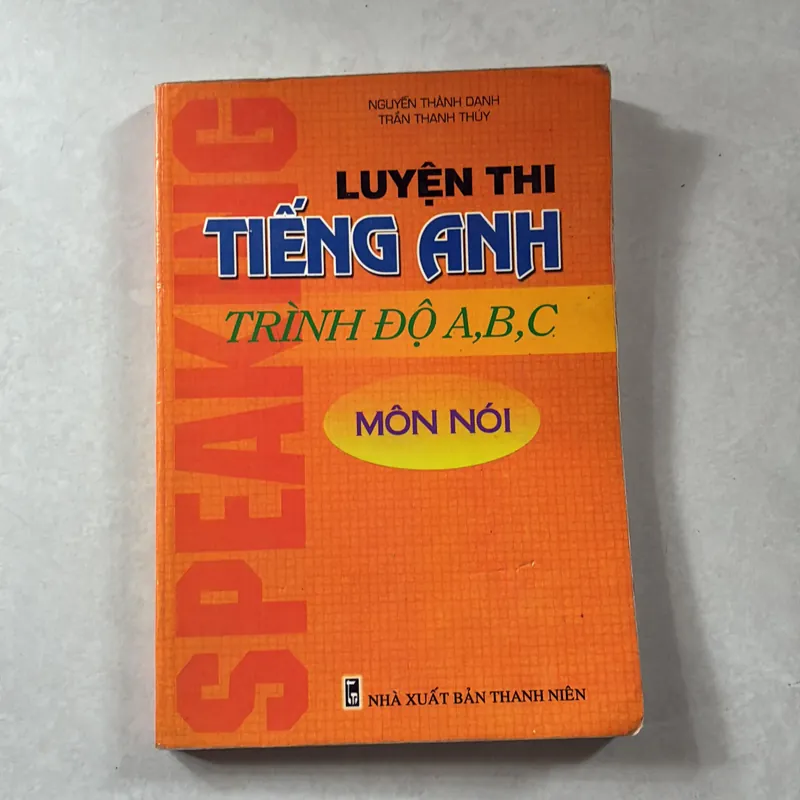 NGUYỄN THÀNH DANH
TRẦN THANH THỦY
LUYỆN THI
TIẾNG ANH
TRÌNH ĐỘ A,B,C
MÔN NÓI
SPEAKING
NHÀ XUẤT BẢN THANH NIÊN